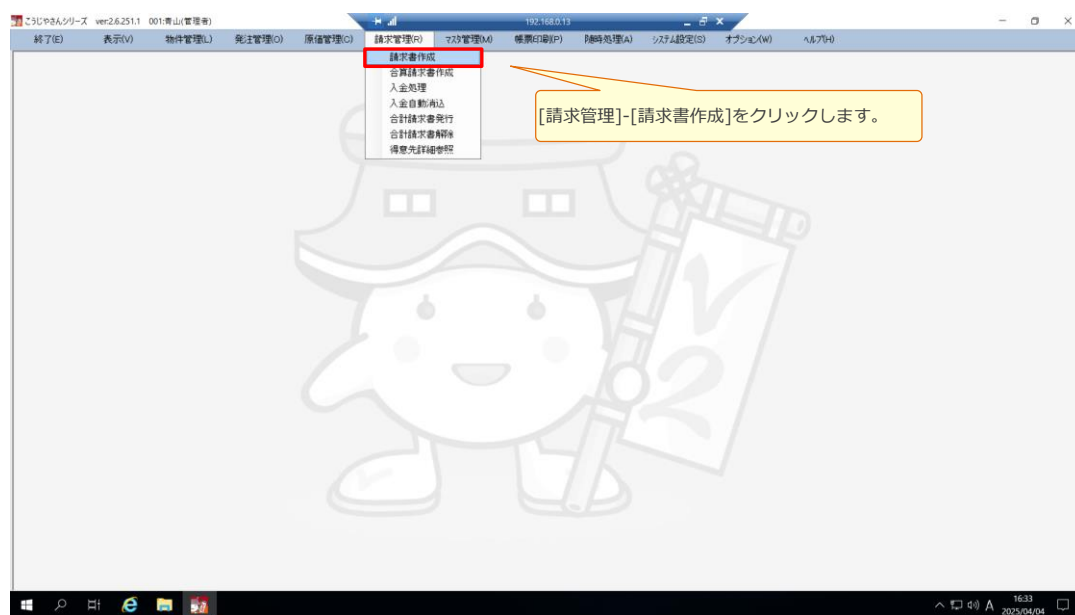 こうじやさんシリーズ ver.2.6.251.1 001:青山(管理者)
192.168.0.13
終了(E) 表示(V) 物件管理(L) 発注管理(O) 原価管理(C) 請求管理(R) マスタ管理(M) 帳票印刷(P) 随時処理(A) システム設定(S) オプション(W) ヘルプ(H)
請求書作成
合算請求書作成
入金処理
入金自動消込
合計請求書発行
合計請求書解除
得意先詳細参照
[請求管理]-[請求書作成]をクリックします。
V
2
A
16:33
2025/04/04